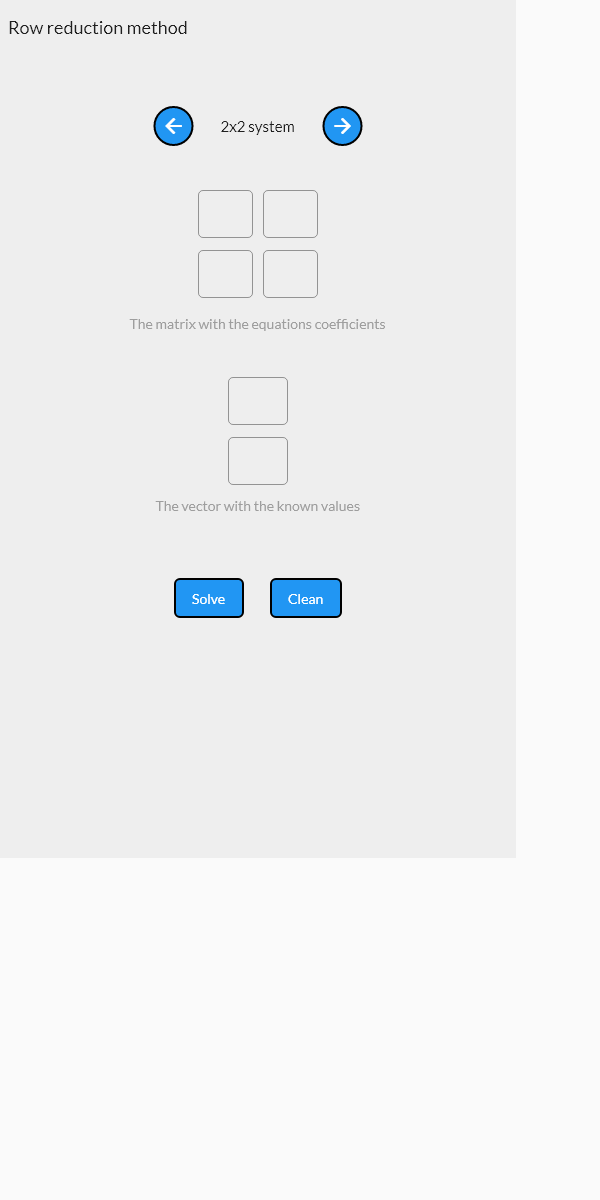 Row reduction method
2x2 system
The matrix with the equations coefficients
The vector with the known values
Solve
Clean